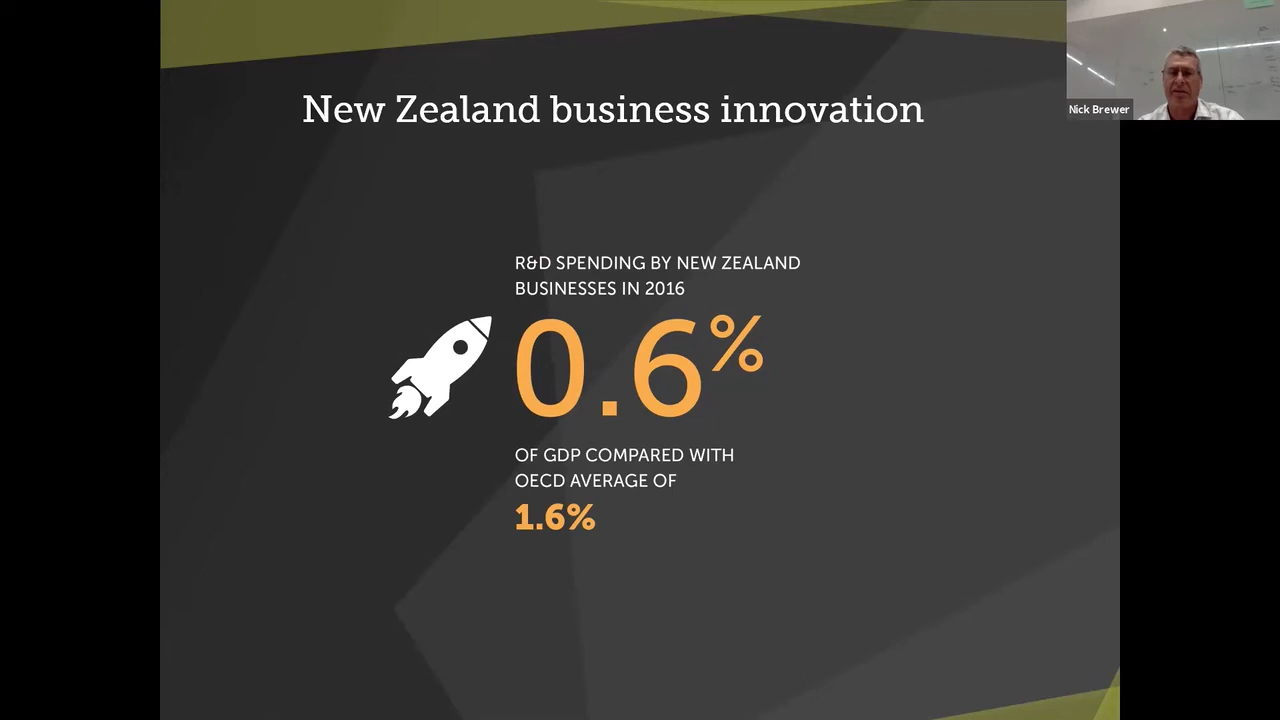 New Zealand business innovation
Nick Brewer
R&D SPENDING BY NEW ZEALAND
BUSINESSES IN 2016
0.6%
OF GDP COMPARED WITH
OECD AVERAGE OF
1.6%